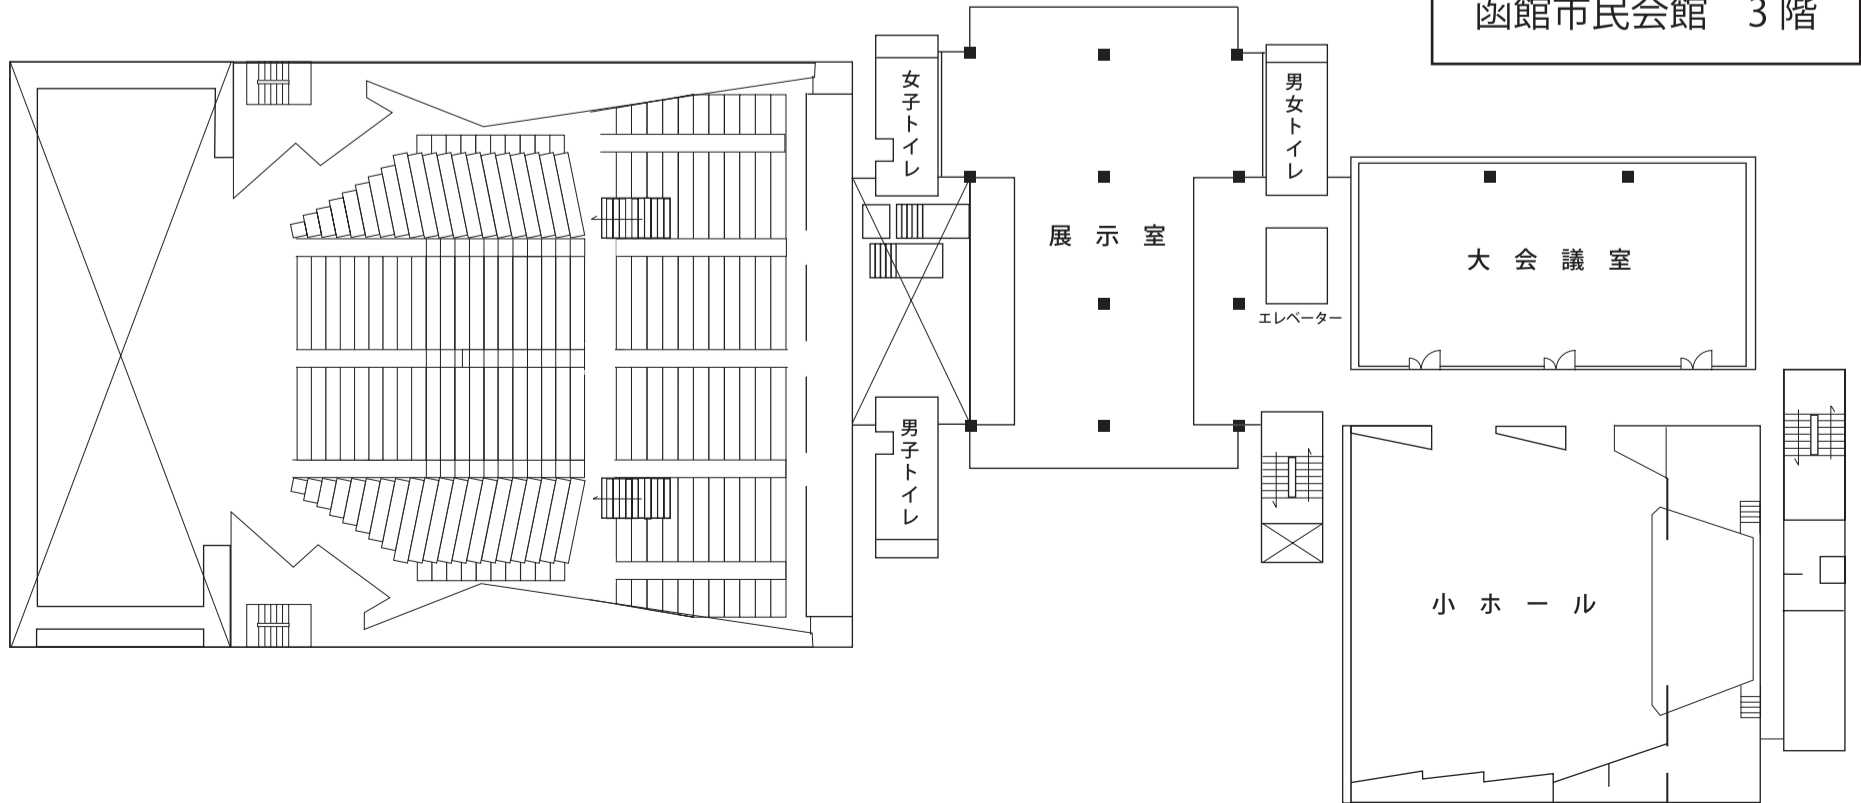 函館市民会館　3 階
女子トイレ
男女トイレ
展示室
大会議室
エレベーター
男子トイレ
小ホール